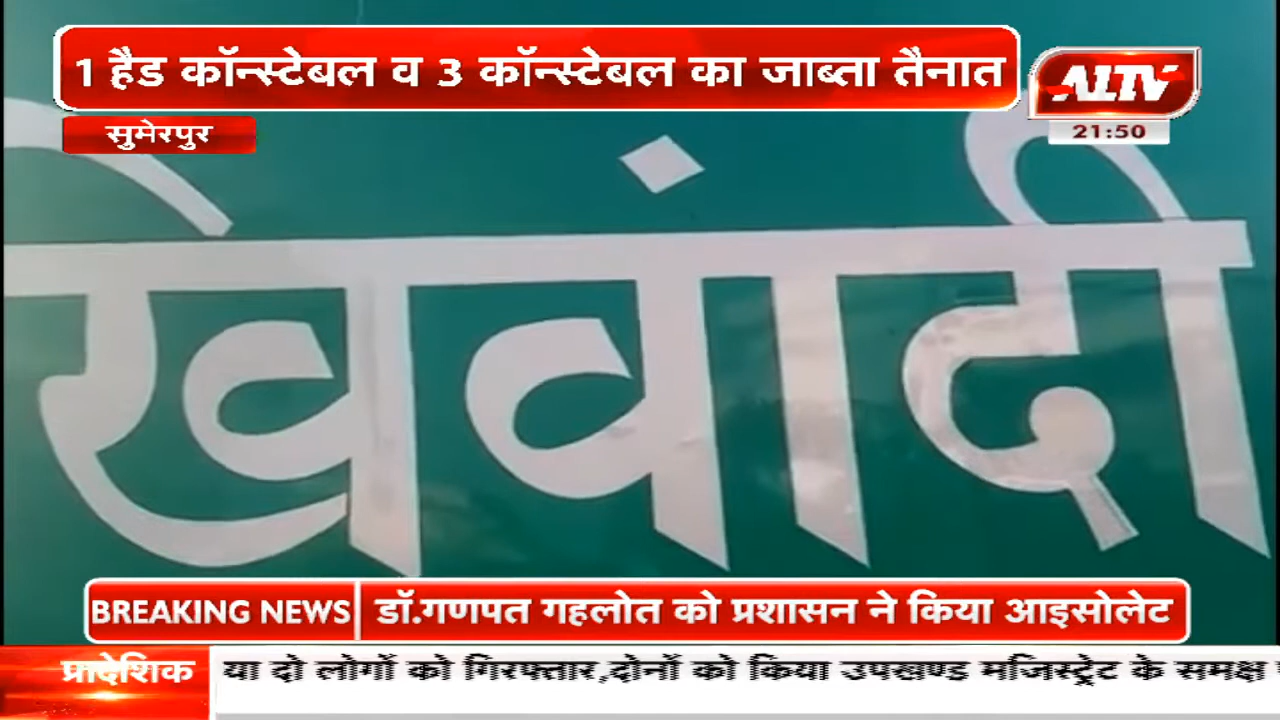 1 हैड कॉन्स्टेबल व 3 कॉन्स्टेबल का जाब्ता तैनात
ALTV
21:50
सुमेरपुर
खिवांदी
BREAKING NEWS डॉ.गणपत गहलोत को प्रशासन ने किया आइसोलेट
प्रादेशिक या दो लोगों को गिरफ्तार,दोनों को किया उपखण्ड मजिस्ट्रेट के समक्ष